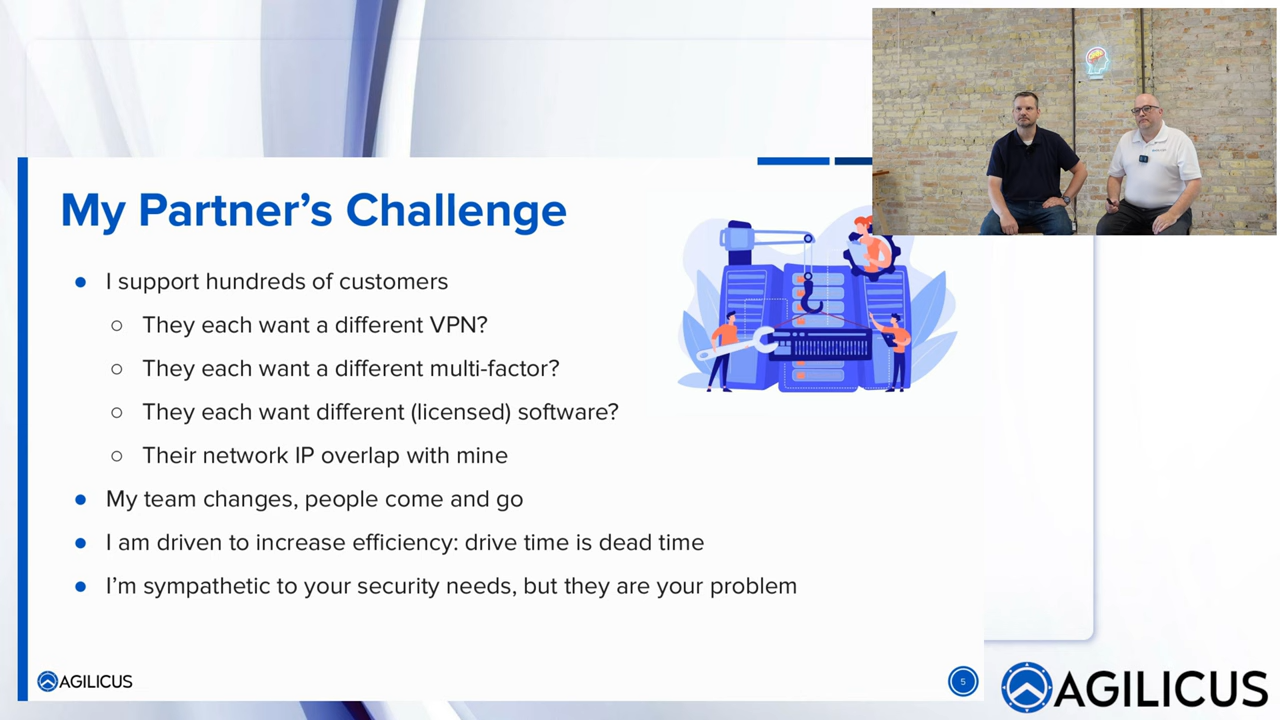 My Partner’s Challenge
● I support hundreds of customers
○ They each want a different VPN?
○ They each want a different multi-factor?
○ They each want different (licensed) software?
○ Their network IP overlap with mine
● My team changes, people come and go
● I am driven to increase efficiency: drive time is dead time
● I’m sympathetic to your security needs, but they are your problem
AGILICUS
5
AGILICUS